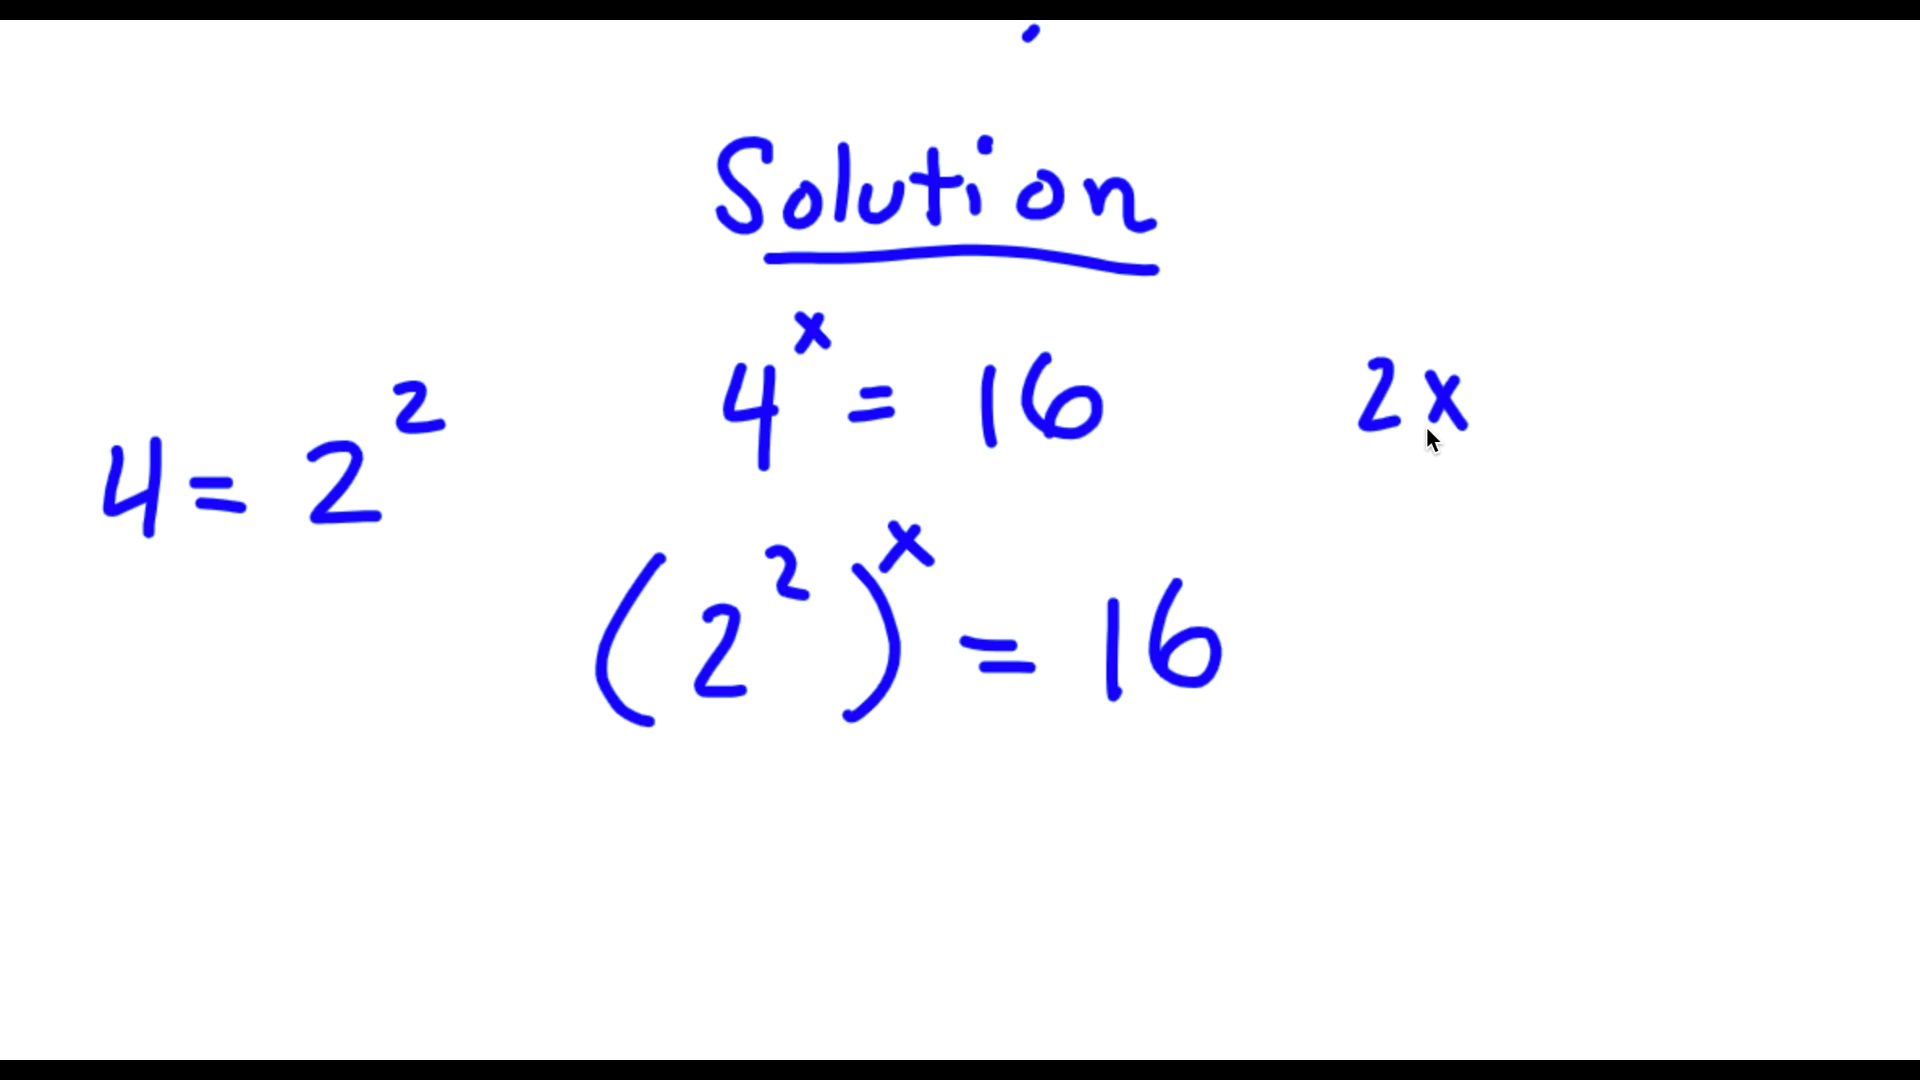 Solution
4^x = 16
2x
4 = 2^2
(2^2)^x = 16